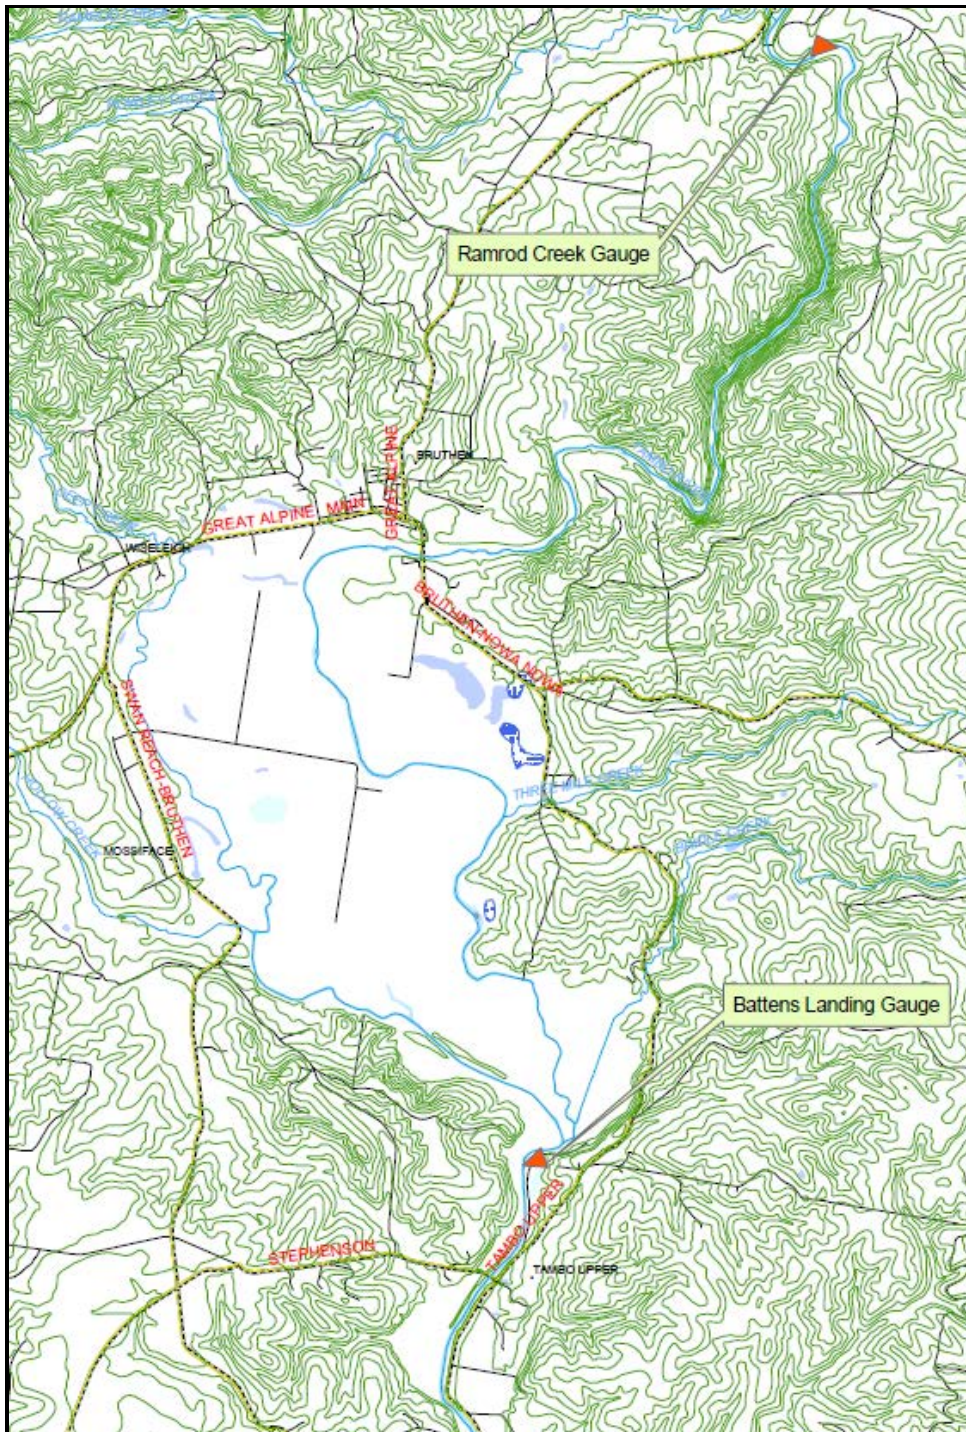 Ramrod Creek Gauge
GREAT ALPINE
BRUTHEN
GREAT ALPINE MAIN
WISELEIGH
BRUTHEN-NOWA NOWA
SWAN REACH-BRUTHEN
THREE MILE CREEK
MOSSIFACE
Battens Landing Gauge
TAMBO UPPER
STEPHENSON
TAMBO UPPER